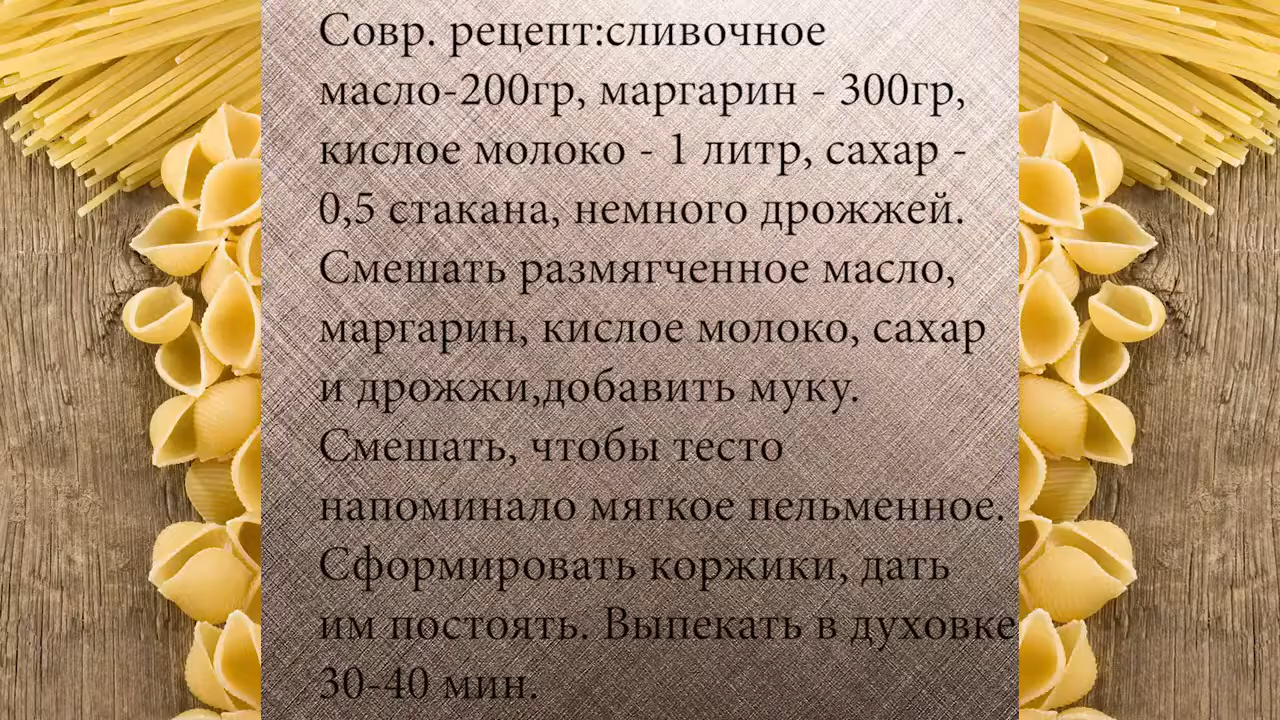 Совр. рецепт:сливочное
масло-200гр, маргарин - 300гр,
кислое молоко - 1 литр, сахар -
0,5 стакана, немного дрожжей.
Смешать размягченное масло,
маргарин, кислое молоко, сахар
и дрожжи,добавить муку.
Смешать, чтобы тесто
напоминало мягкое пельменное.
Сформировать коржики, дать
им постоять. Выпекать в духовке
30-40 мин.